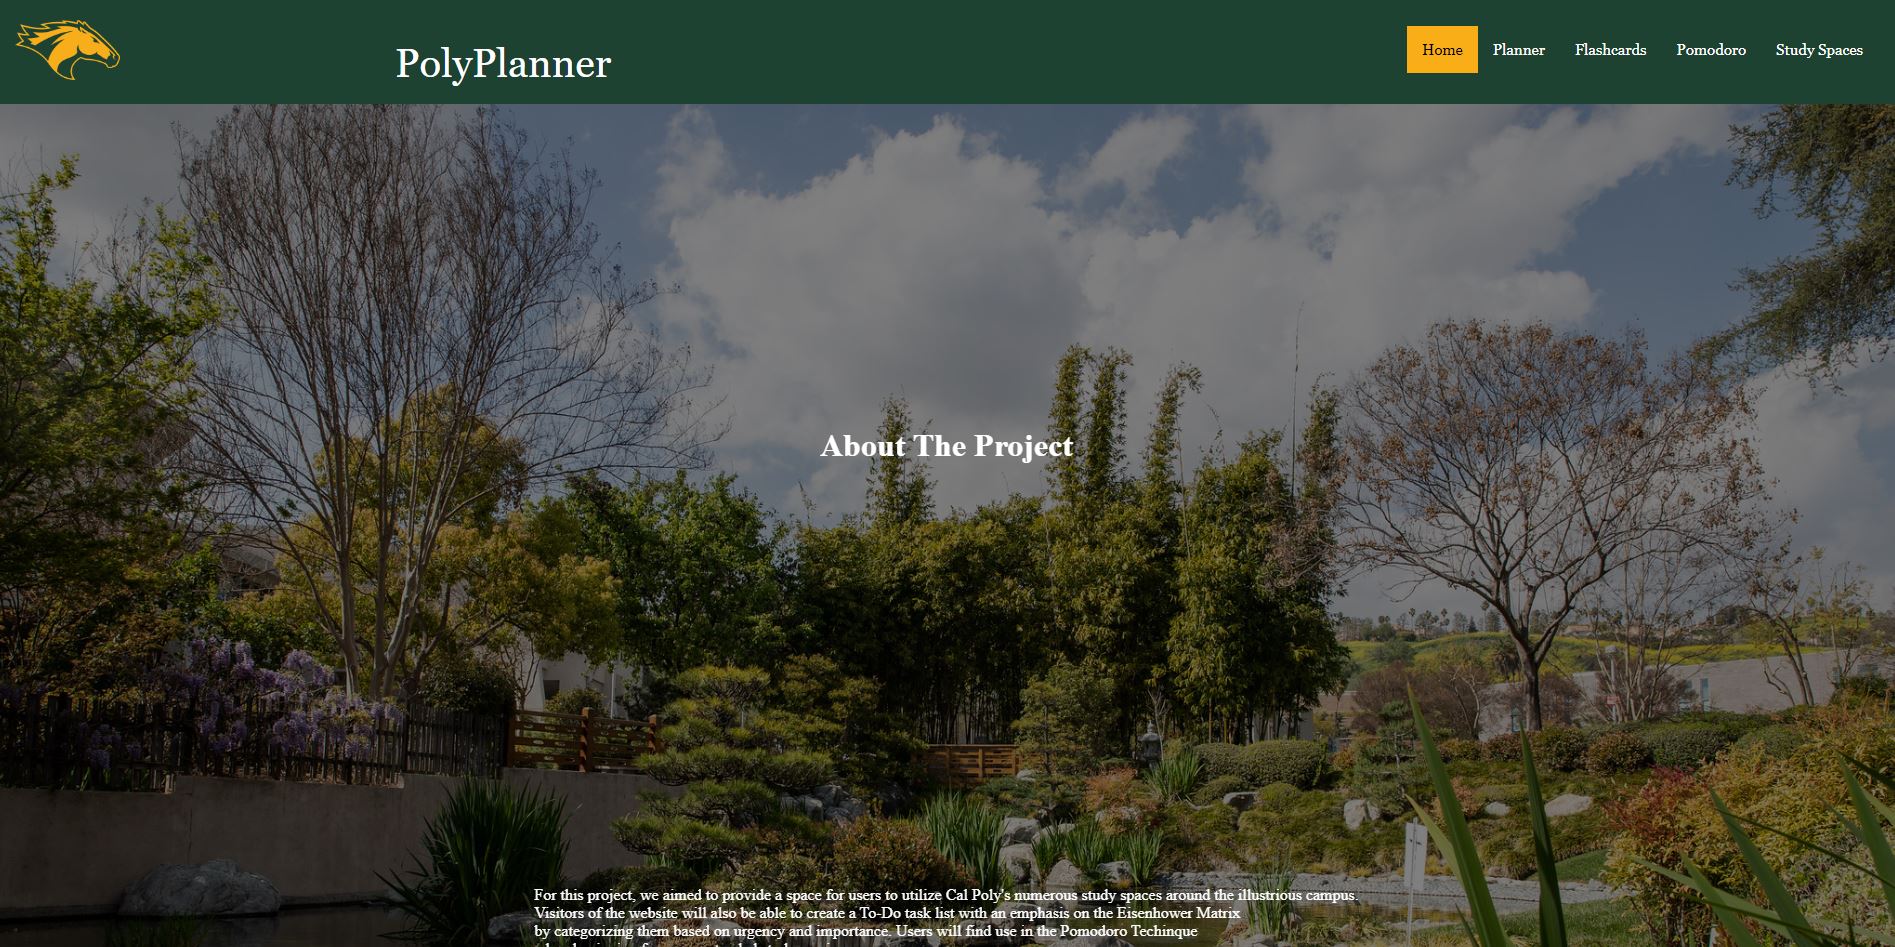 PolyPlanner
Home
Planner
Flashcards
Pomodoro
Study Spaces
About The Project
For this project, we aimed to provide a space for users to utilize Cal Poly's numerous study spaces around the illustrious campus.
Visitors of the website will also be able to create a To-Do task list with an emphasis on the Eisenhower Matrix
by categorizing them based on urgency and importance. Users will find use in the Pomodoro Techinque